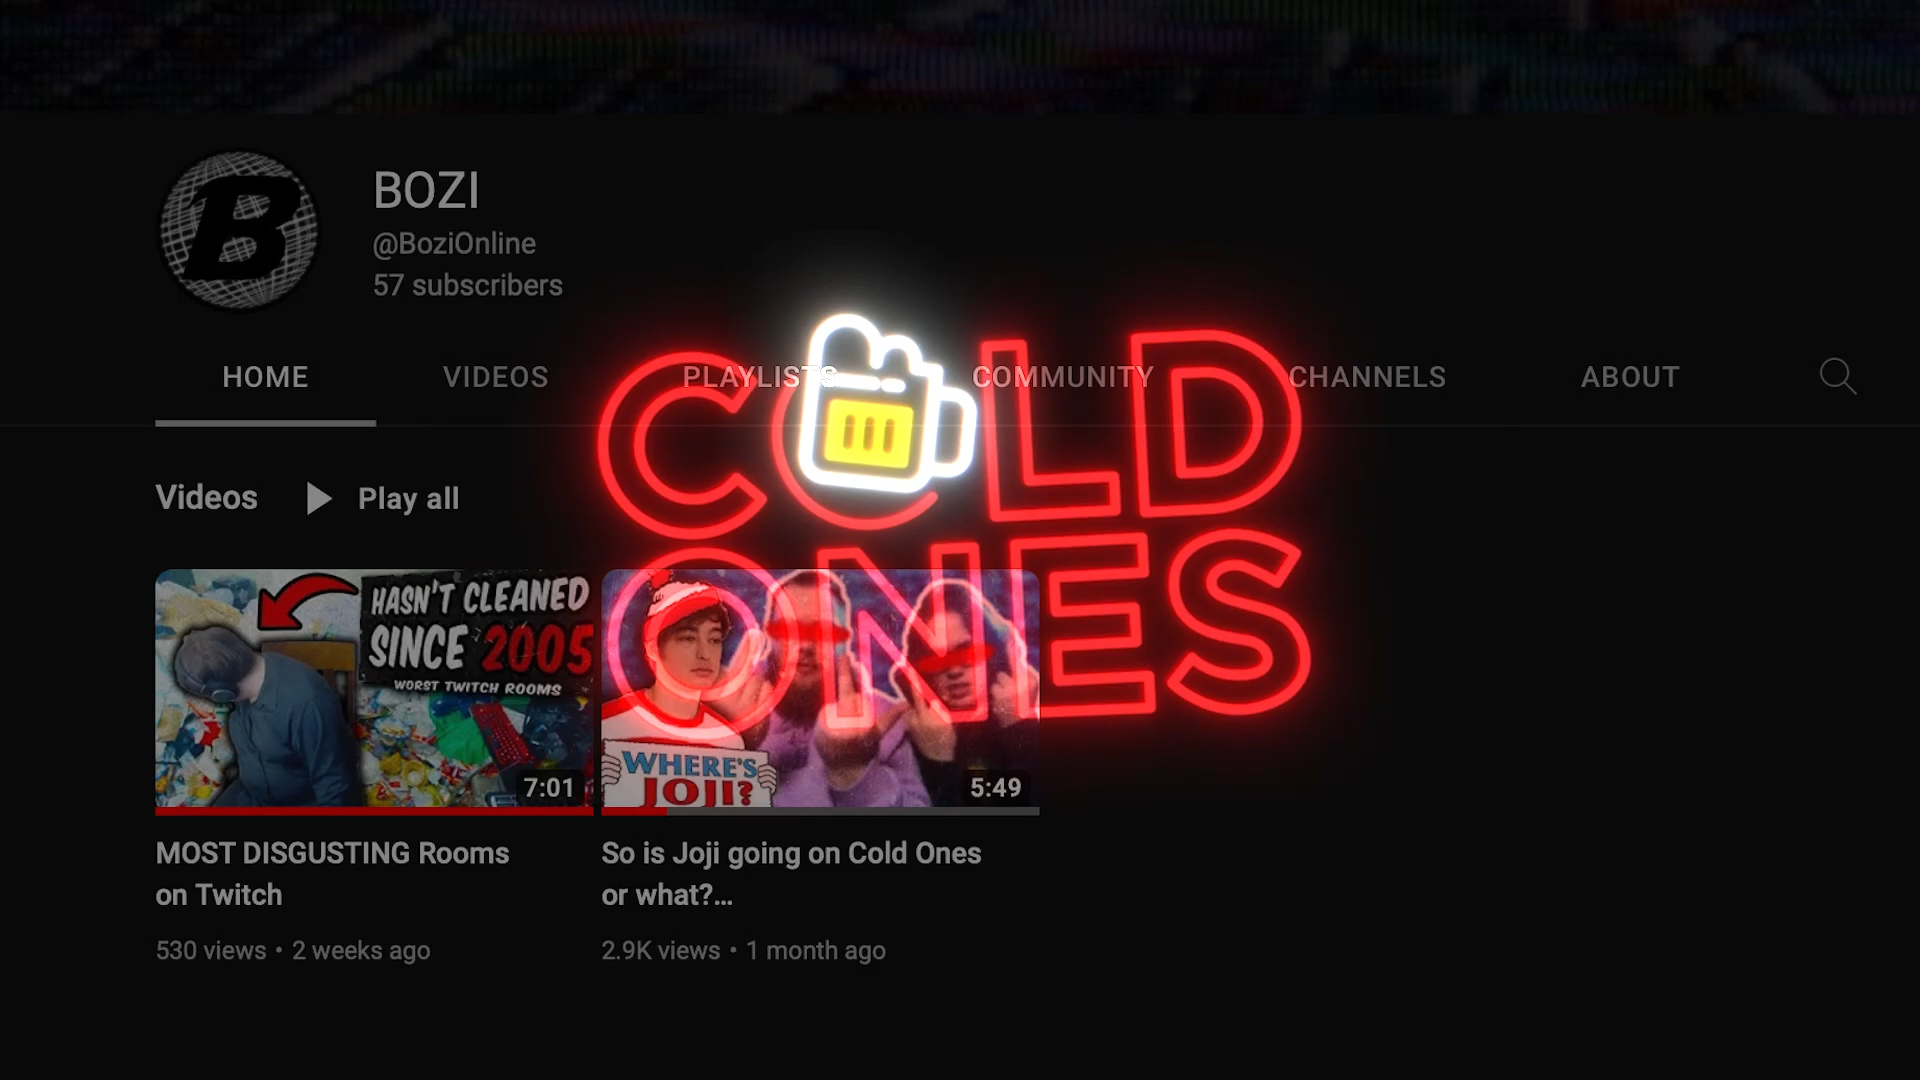 BOZI
@BoziOnline
57 subscribers
HOME VIDEOS PLAYLISTS COMMUNITY CHANNELS ABOUT
COLD
ONES
Videos Play all
HASN'T CLEANED
SINCE 2005
WORST TWITCH ROOMS
7:01
WHERE'S
JOJI?
5:49
MOST DISGUSTING Rooms
on Twitch
530 views • 2 weeks ago
So is Joji going on Cold Ones
or what?...
2.9K views • 1 month ago